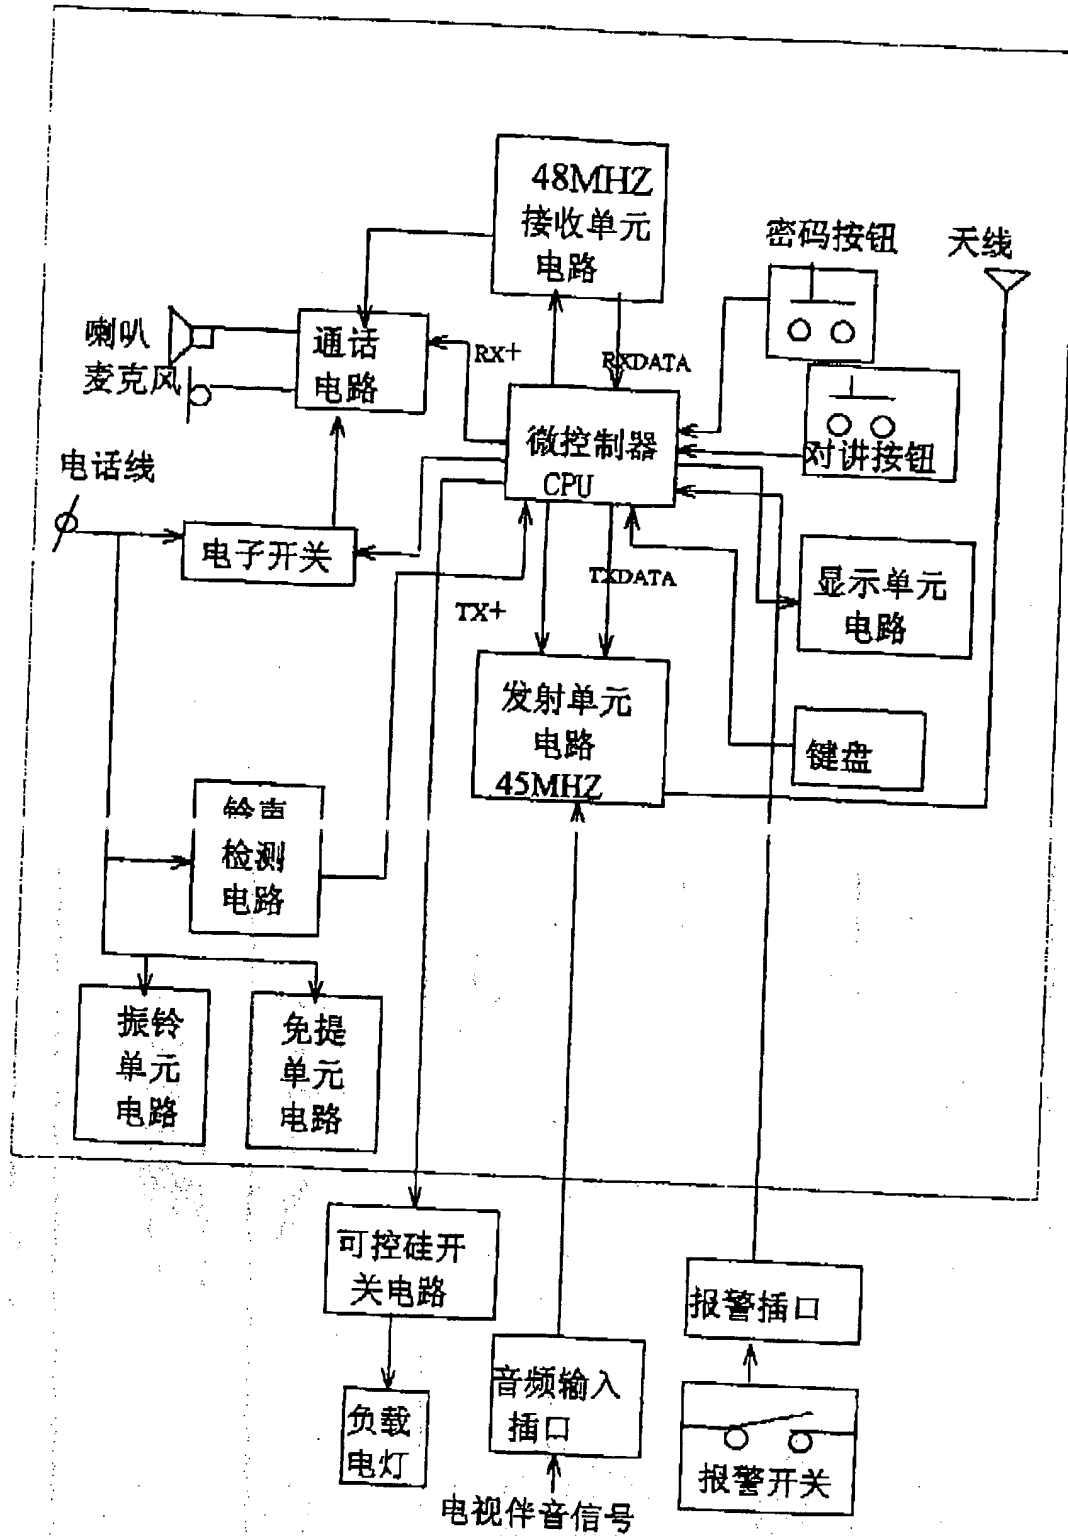 48MHZ
接收单元
电路
密码按钮
天线
喇叭
麦克风
通话
电路
RX+
RXDATA
微控制器
CPU
对讲按钮
电话线
电子开关
TX+
TXDATA
显示单元
电路
发射单元
电路
45MHZ
键盘
铃声
检测
电路
振铃
单元
电路
免提
单元
电路
可控硅开
关电路
报警插口
音频输入
插口
负载
电灯
报警开关
电视伴音信号